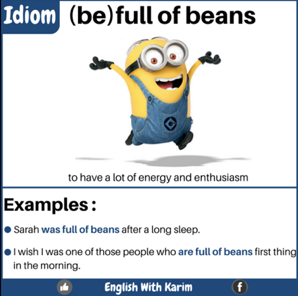 Idiom (be)full of beans
to have a lot of energy and enthusiasm
Examples :
Sarah was full of beans after a long sleep.
I wish I was one of those people who are full of beans first thing
in the morning.
English With Karim